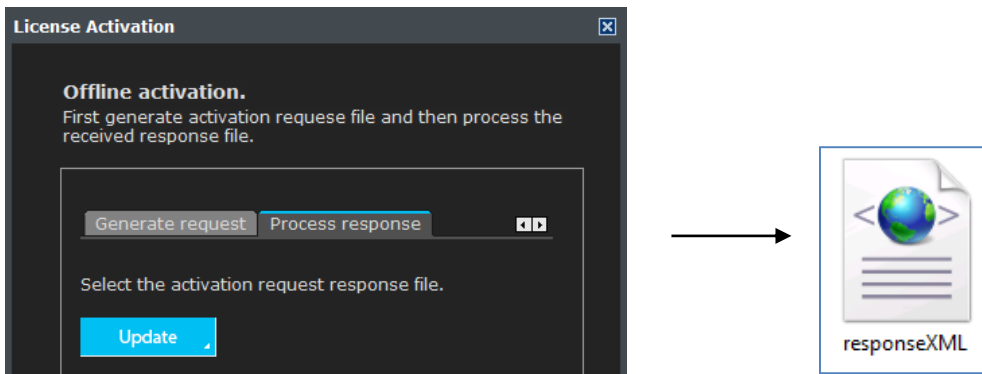 License Activation
Offline activation.
First generate activation requese file and then process the
received response file.
Generate request
Process response
Select the activation request response file.
Update
responseXML